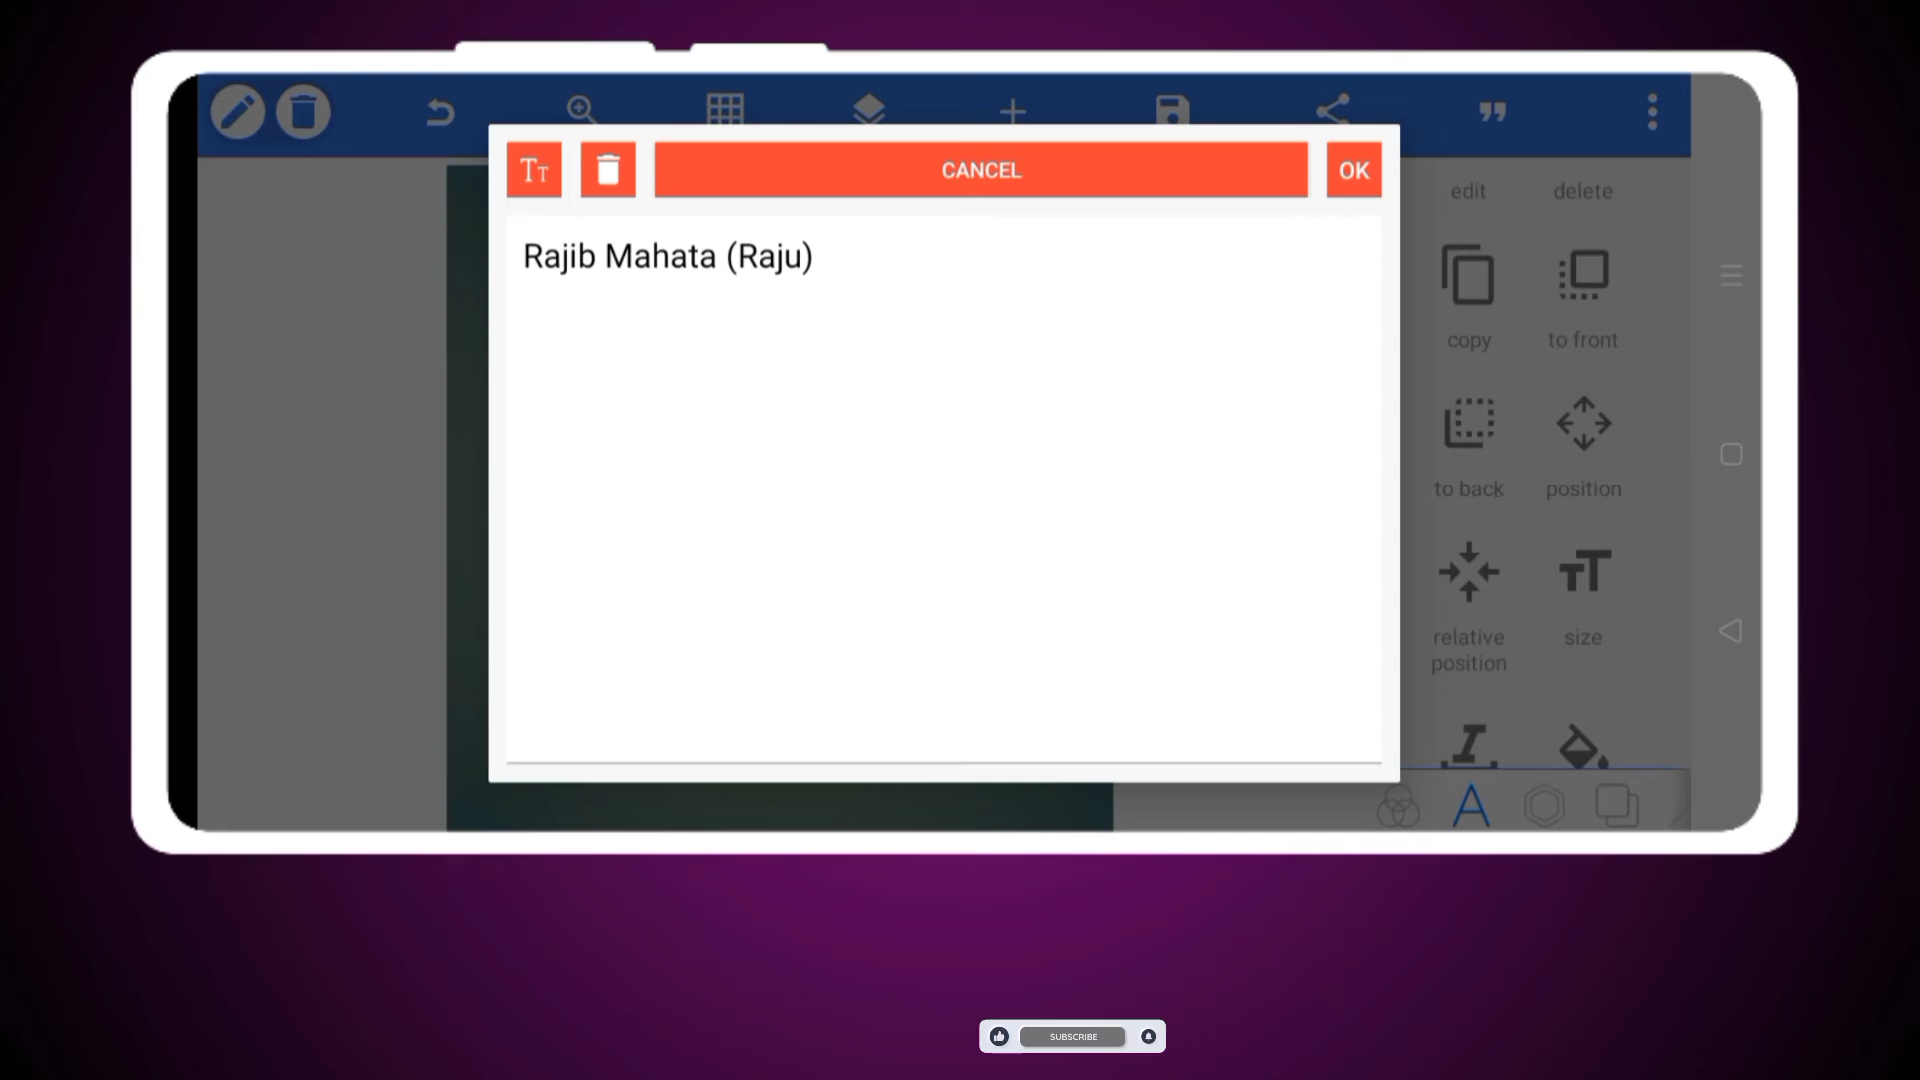 CANCEL
OK
Rajib Mahata (Raju)
edit
delete
copy
to front
to back
position
relative
position
size
SUBSCRIBE